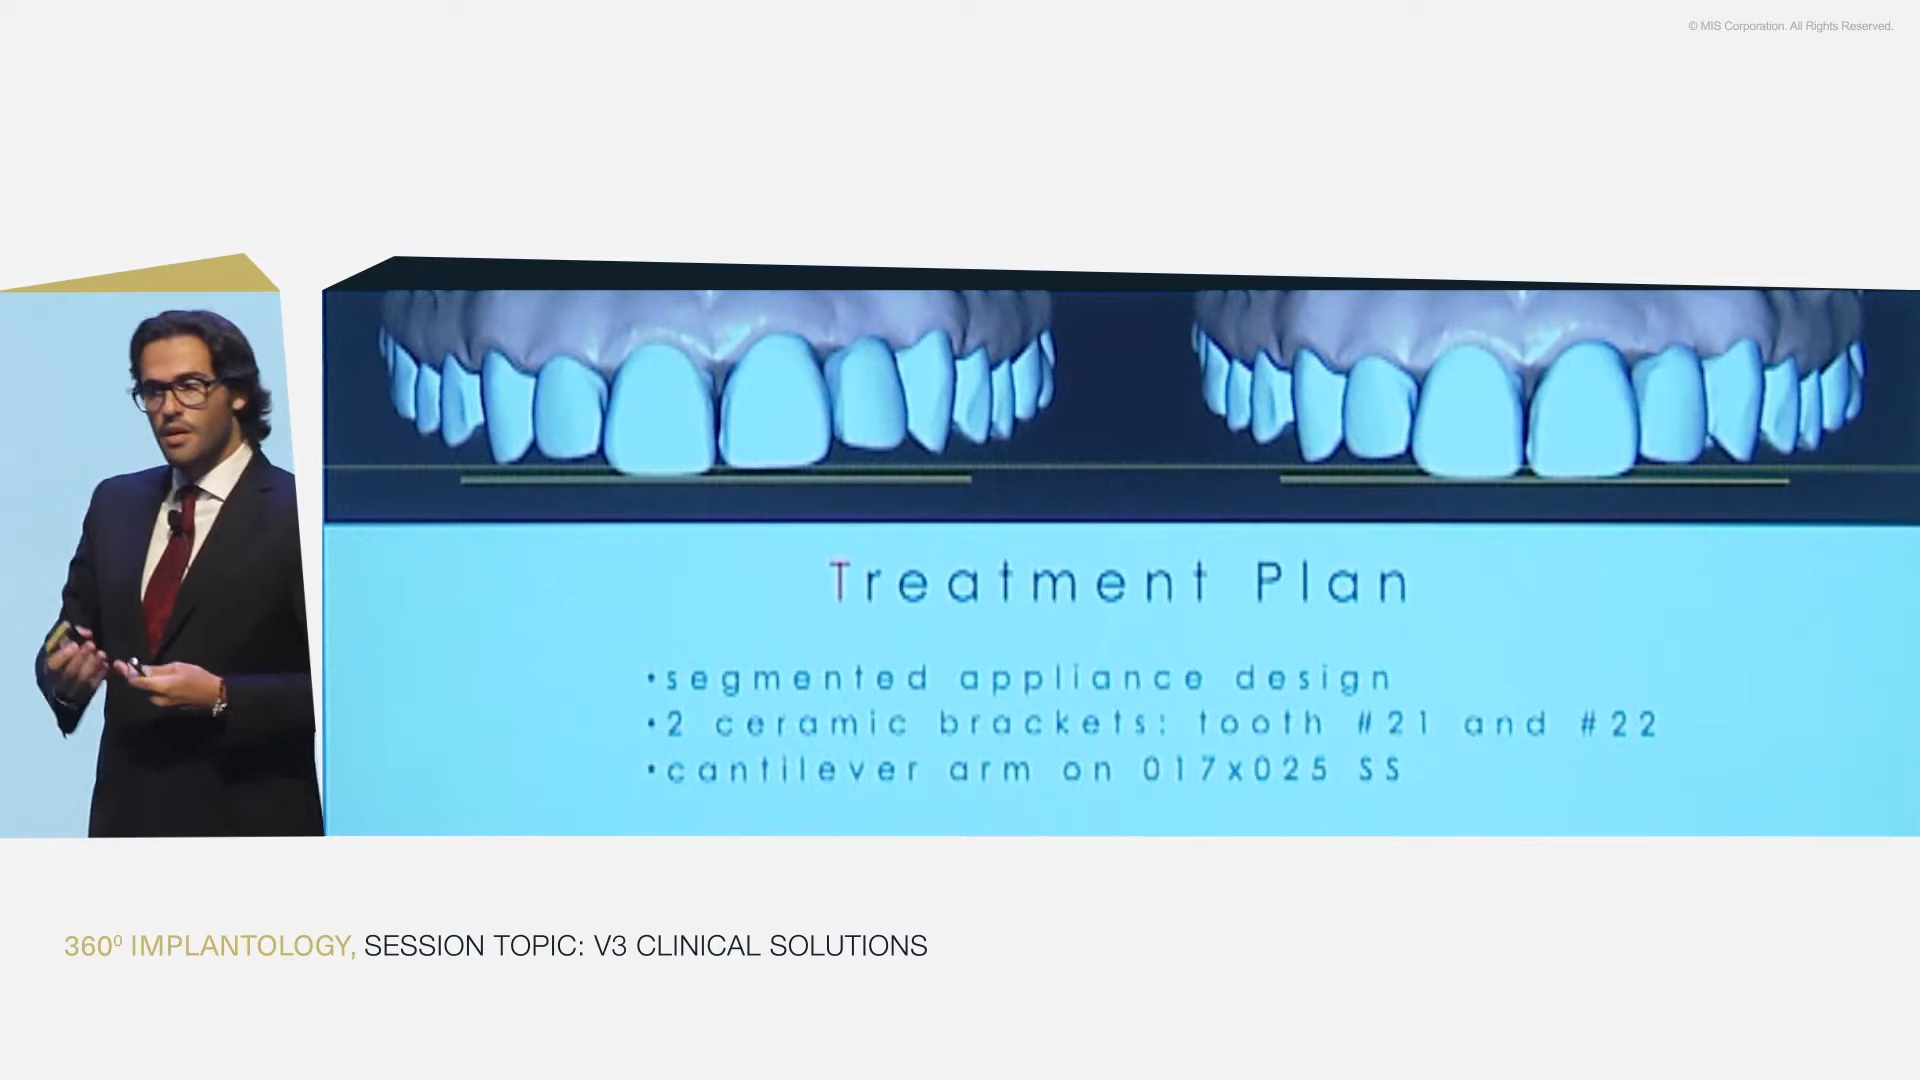 © MIS Corporation. All Rights Reserved.
Treatment Plan
•segmented appliance design
•2 ceramic brackets: tooth #21 and #22
•cantilever arm on 017x025 SS
360⁰ IMPLANTOLOGY, SESSION TOPIC: V3 CLINICAL SOLUTIONS